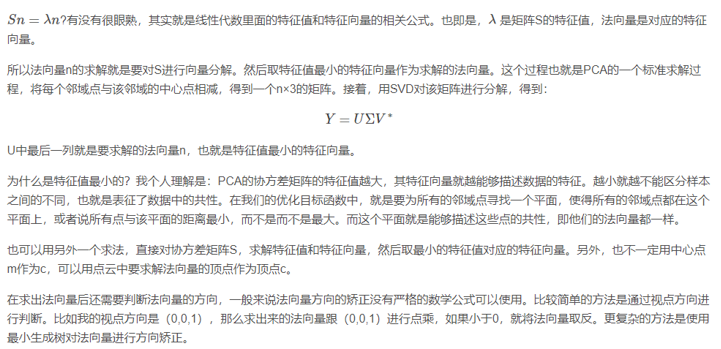 Sn = λn?有没有很眼熟，其实就是线性代数里面的特征值和特征向量的相关公式。也即是，λ 是矩阵S的特征值，法向量是对应的特征
向量。
所以法向量n的求解就是要对S进行向量分解。然后取特征值最小的特征向量作为求解的法向量。这个过程也就是PCA的一个标准求解过
程，将每个邻域点与该邻域的中心点相减，得到一个n×3的矩阵。接着，用SVD对该矩阵进行分解，得到：
Y = UΣV*
U中最后一列就是要求解的法向量n，也就是特征值最小的特征向量。
为什么是特征值最小的？我个人理解是：PCA的协方差矩阵的特征值越大，其特征向量就越能够描述数据的特征。越小就越不能区分样本
之间的不同，也就是表征了数据中的共性。在我们的优化目标函数中，就是要为所有的邻域点寻找一个平面，使得所有的邻域点都在这个
平面上，或者说所有点与该平面的距离最小，而不是而不是最大。而这个平面就是能够描述这些点的共性，即他们的法向量都一样。
也可以用另外一个求法，直接对协方差矩阵S，求解特征值和特征向量，然后取最小的特征值对应的特征向量。另外，也不一定用中心点
m作为c，可以用点云中要求解法向量的顶点作为顶点c。
在求出法向量后还需要判断法向量的方向，一般来说法向量方向的矫正没有严格的数学公式可以使用。比较简单的方法是通过视点方向进
行判断。比如我的视点方向是（0,0,1），那么求出来的法向量跟（0,0,1）进行点乘，如果小于0，就将法向量取反。更复杂的方法是使用
最小生成树对法向量进行方向矫正。